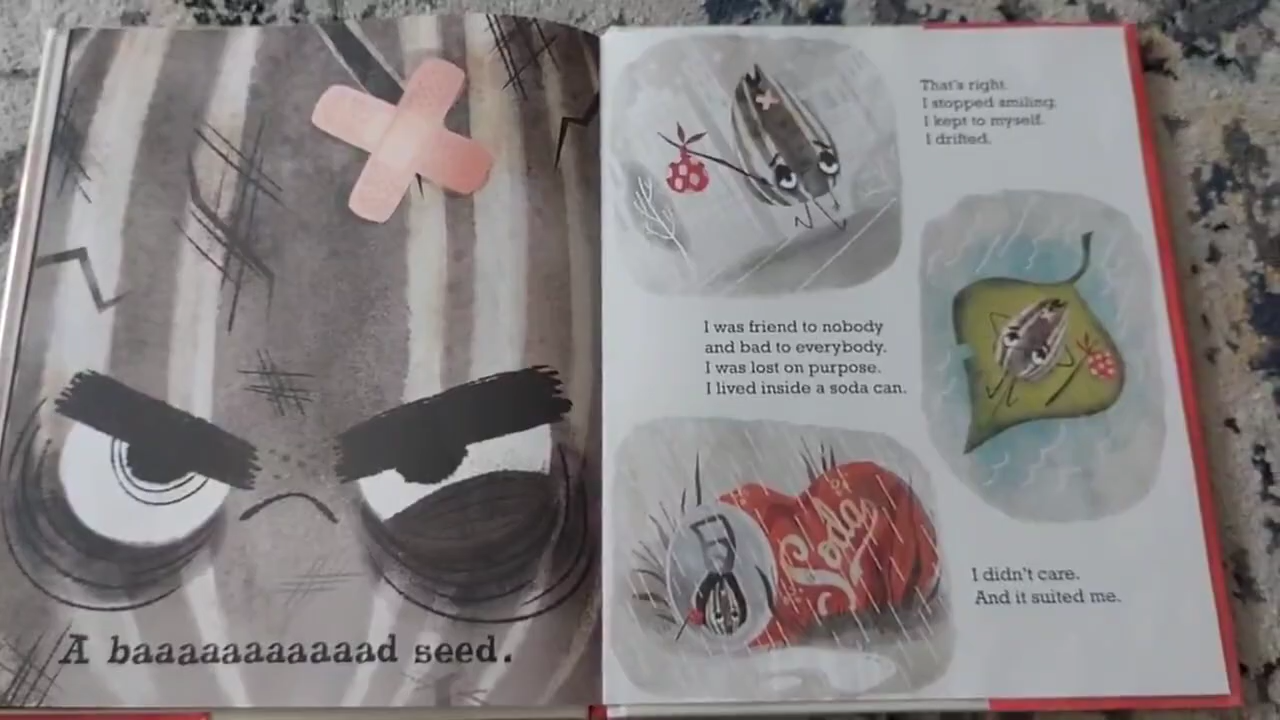 A baaaaaaaaaaaad seed.
That's right.
I stopped smiling.
I kept to myself.
I drifted.
I was friend to nobody
and bad to everybody.
I was lost on purpose.
I lived inside a soda can.
Soda
I didn't care.
And it suited me.